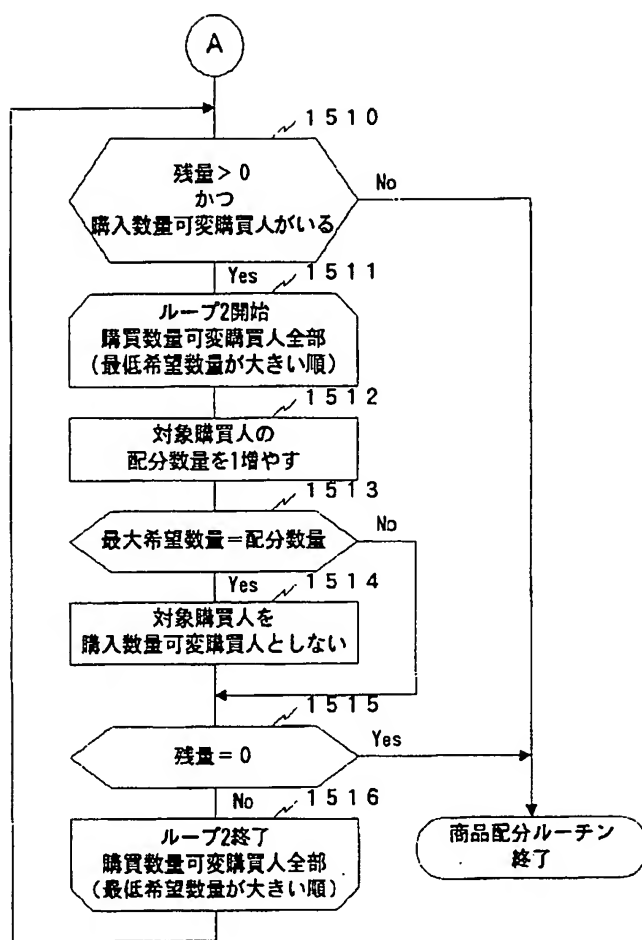 A
1510
残量>0
かつ
購入数量可変購買人がいる
No
Yes
1511
ループ2開始
購買数量可変購買人全部
(最低希望数量が大きい順)
1512
対象購買人の
配分数量を1増やす
1513
最大希望数量=配分数量
No
Yes
1514
対象購買人を
購入数量可変購買人としない
1515
残量=0
Yes
No
1516
ループ2終了
購買数量可変購買人全部
(最低希望数量が大きい順)
商品配分ルーチン
終了